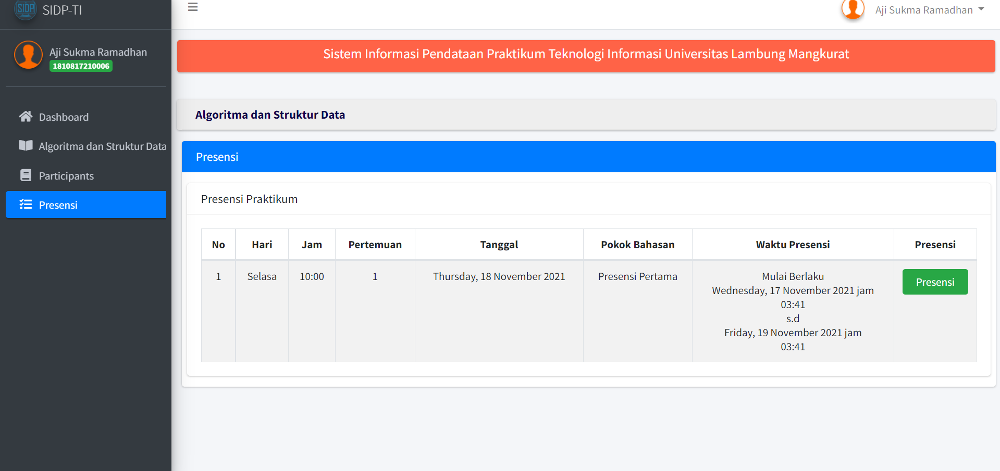 SIDP
SIDP-TI
Aji Sukma Ramadhan
Aji Sukma Ramadhan
1810817210006
Dashboard
Algoritma dan Struktur Data
Participants
Presensi
Sistem Informasi Pendataan Praktikum Teknologi Informasi Universitas Lambung Mangkurat
Algoritma dan Struktur Data
Presensi
Presensi Praktikum
No Hari Jam Pertemuan Tanggal Pokok Bahasan Waktu Presensi Presensi
1 Selasa 10:00 1 Thursday, 18 November 2021 Presensi Pertama Mulai Berlaku Presensi
Wednesday, 17 November 2021 jam
03:41
s.d
Friday, 19 November 2021 jam
03:41